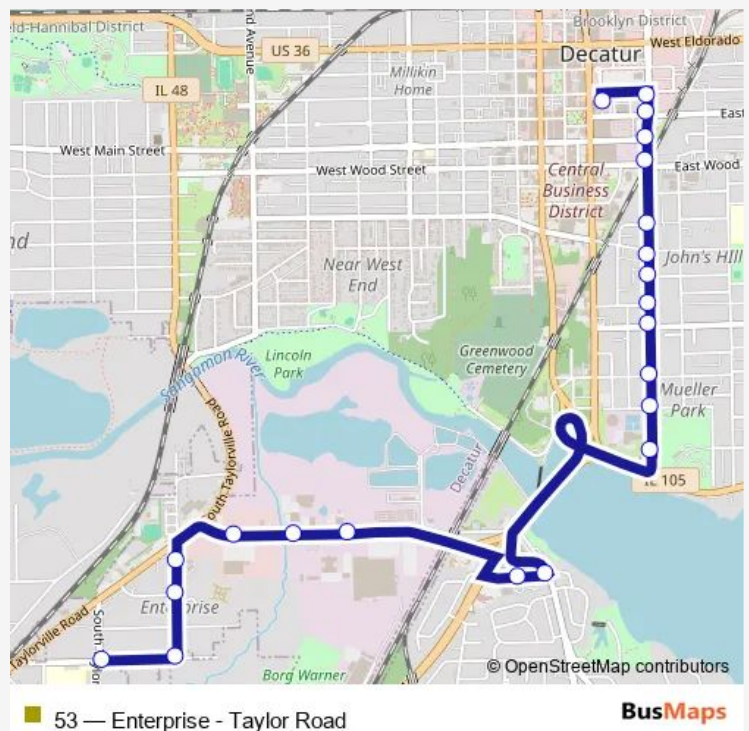 eld-Hannibal District
nd Avenue
Brooklyn District
US 36
West Eldorado
Decatur
Millikin
Home
IL 48
East
West Main Street
West Wood Street
East Wood
Central
Business
District
nd
Near West
End
John's HIll
Sangamon River
Lincoln
Park
Greenwood
Cemetery
Mueller
Park
outh Taylorville Road
Decatur
105
Enterprise
Taylorville Road
South
Borg Warner
© OpenStreetMap contributors
53 — Enterprise - Taylor Road
BusMaps